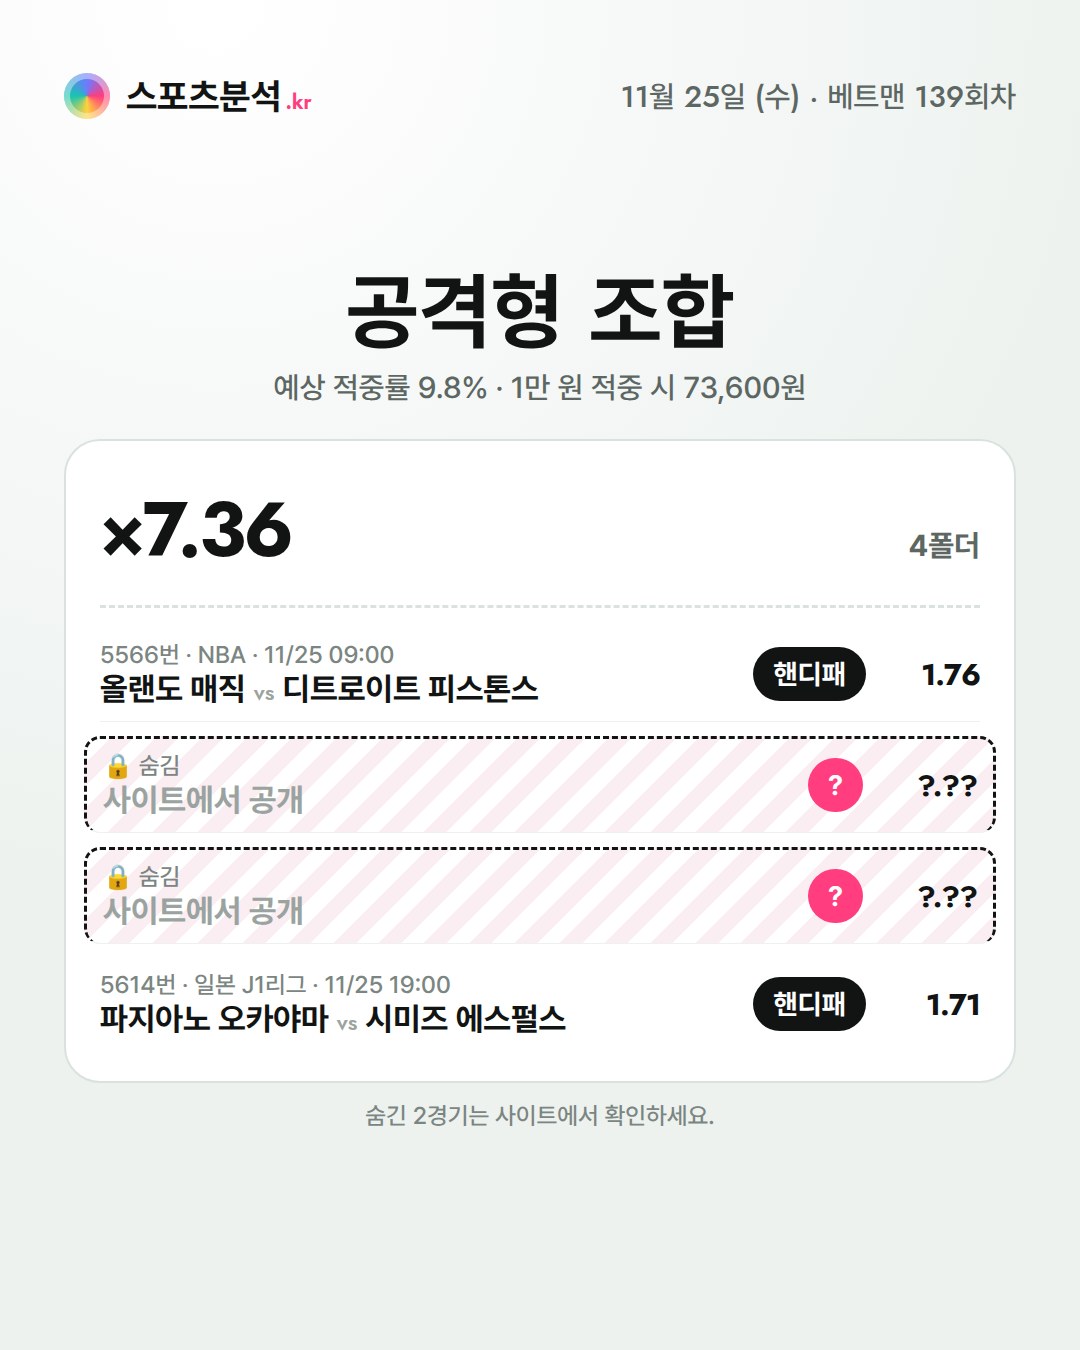 스포츠분석.kr
11월 25일 (수) · 베트맨 139회차
공격형 조합
예상 적중률 9.8% · 1만 원 적중 시 73,600원
×7.36
4폴더
5566번 · NBA · 11/25 09:00
올랜도 매직 vs 디트로이트 피스톤스
핸디패
1.76
🔒 숨김
사이트에서 공개
?
?.??
🔒 숨김
사이트에서 공개
?
?.??
5614번 · 일본 J1리그 · 11/25 19:00
파지아노 오카야마 vs 시미즈 에스펄스
핸디패
1.71
숨긴 2경기는 사이트에서 확인하세요.